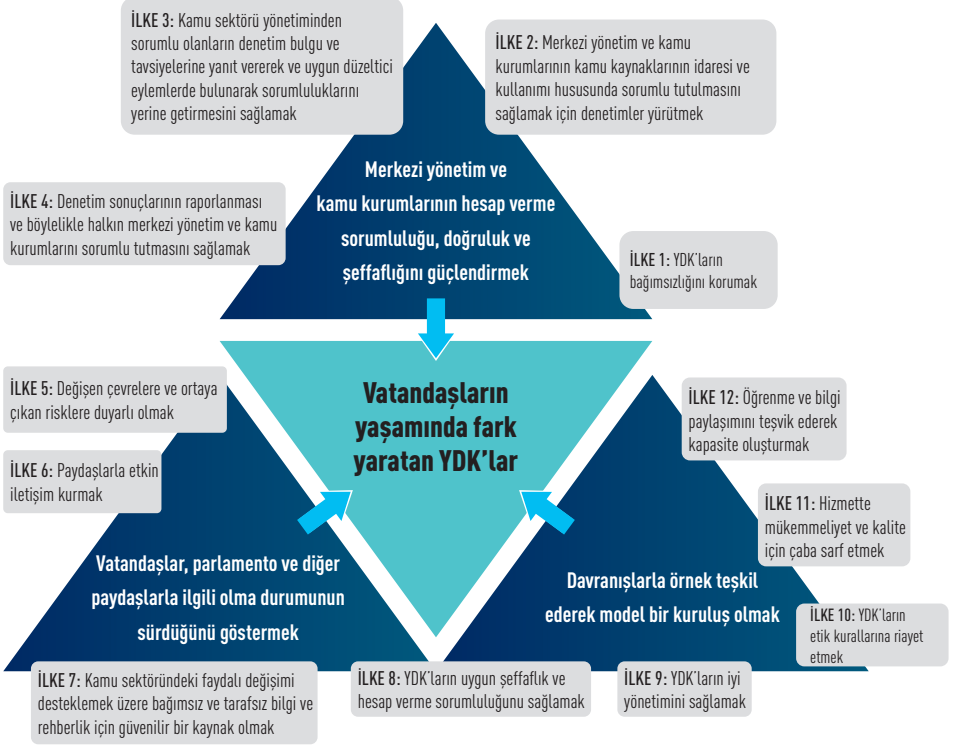 İLKE 3: Kamu sektörü yönetiminden
sorumlu olanların denetim bulgu ve
tavsiyelerine yanıt vererek ve uygun düzeltici
eylemlerde bulunarak sorumluluklarını
yerine getirmesini sağlamak
İLKE 2: Merkezi yönetim ve kamu
kurumlarının kamu kaynaklarının idaresi ve
kullanımı hususunda sorumlu tutulmasını
sağlamak için denetimler yürütmek
Merkezi yönetim ve
kamu kurumlarının hesap verme
sorumluluğu, doğruluk ve
şeffaflığını güçlendirmek
İLKE 4: Denetim sonuçlarının raporlanması
ve böylelikle halkın merkezi yönetim ve kamu
kurumlarını sorumlu tutmasını sağlamak
İLKE 1: YDK'ların
bağımsızlığını korumak
Vatandaşların
yaşamında fark
yaratan YDK'lar
İLKE 5: Değişen çevrelere ve ortaya
çıkan risklere duyarlı olmak
İLKE 6: Paydaşlarla etkin
iletişim kurmak
İLKE 12: Öğrenme ve bilgi
paylaşımını teşvik ederek
kapasite oluşturmak
İLKE 11: Hizmette
mükemmeliyet ve kalite
için çaba sarf etmek
Vatandaşlar, parlamento ve diğer
paydaşlarla ilgili olma durumunun
sürdüğünü göstermek
Davranışlarla örnek teşkil
ederek model bir kuruluş olmak
İLKE 10: YDK'ların
etik kurallarına riayet
etmek
İLKE 7: Kamu sektöründeki faydalı değişimi
desteklemek üzere bağımsız ve tarafsız bilgi ve
rehberlik için güvenilir bir kaynak olmak
İLKE 8: YDK'ların uygun şeffaflık ve
hesap verme sorumluluğunu sağlamak
İLKE 9: YDK'ların iyi
yönetimini sağlamak